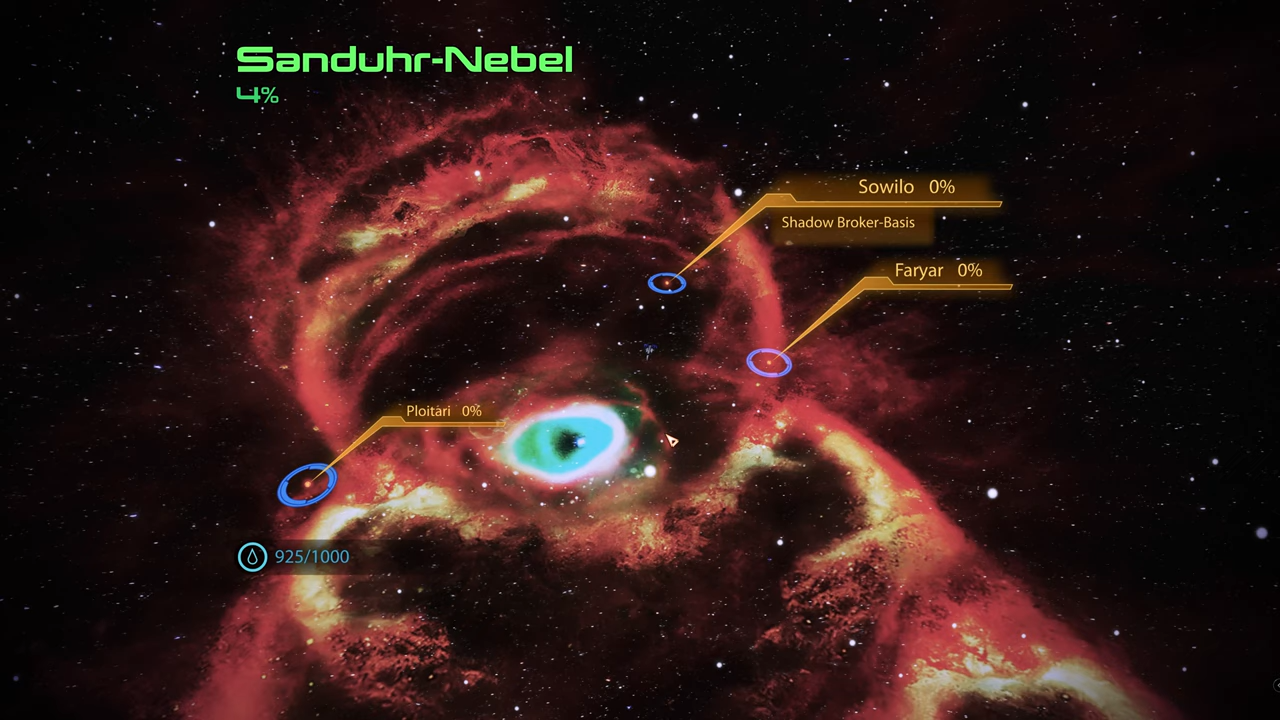 Sanduhr-Nebel
4%
Sowilo 0%
Shadow Broker-Basis
Faryar 0%
Ploitari 0%
925/1000